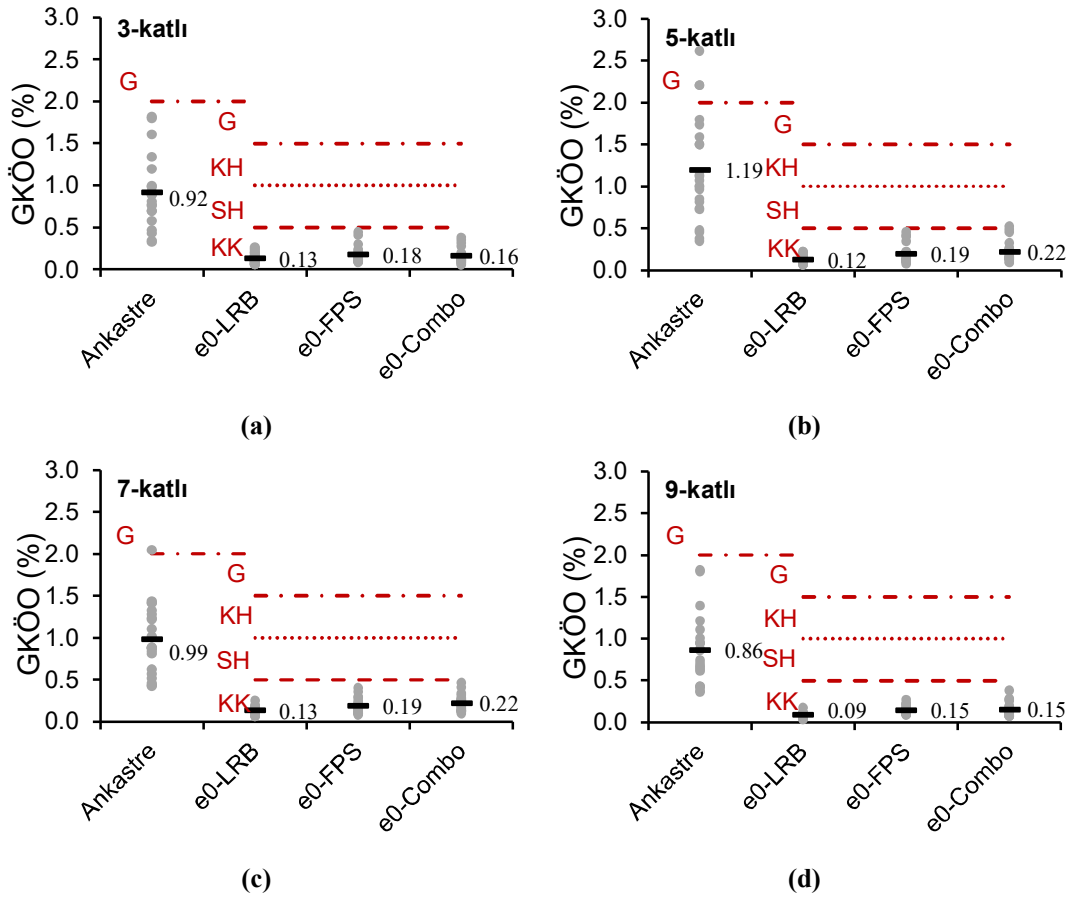 3.0
3-katlı
2.5
G
2.0
G
1.5
KH
1.0
0.92
SH
0.5
KK
0.13
0.18
0.16
0.0
GKÖO (%)
Ankastre
e0-LRB
e0-FPS
e0-Combo
(a)
3.0
5-katlı
2.5
G
2.0
G
1.5
KH
1.19
1.0
SH
0.5
KK
0.12
0.19
0.22
0.0
GKÖO (%)
Ankastre
e0-LRB
e0-FPS
e0-Combo
(b)
3.0
7-katlı
2.5
G
2.0
G
1.5
KH
1.0
0.99
SH
0.5
KK
0.13
0.19
0.22
0.0
GKÖO (%)
Ankastre
e0-LRB
e0-FPS
e0-Combo
(c)
3.0
9-katlı
2.5
G
2.0
G
1.5
KH
1.0
0.86
SH
0.5
KK
0.09
0.15
0.15
0.0
GKÖO (%)
Ankastre
e0-LRB
e0-FPS
e0-Combo
(d)